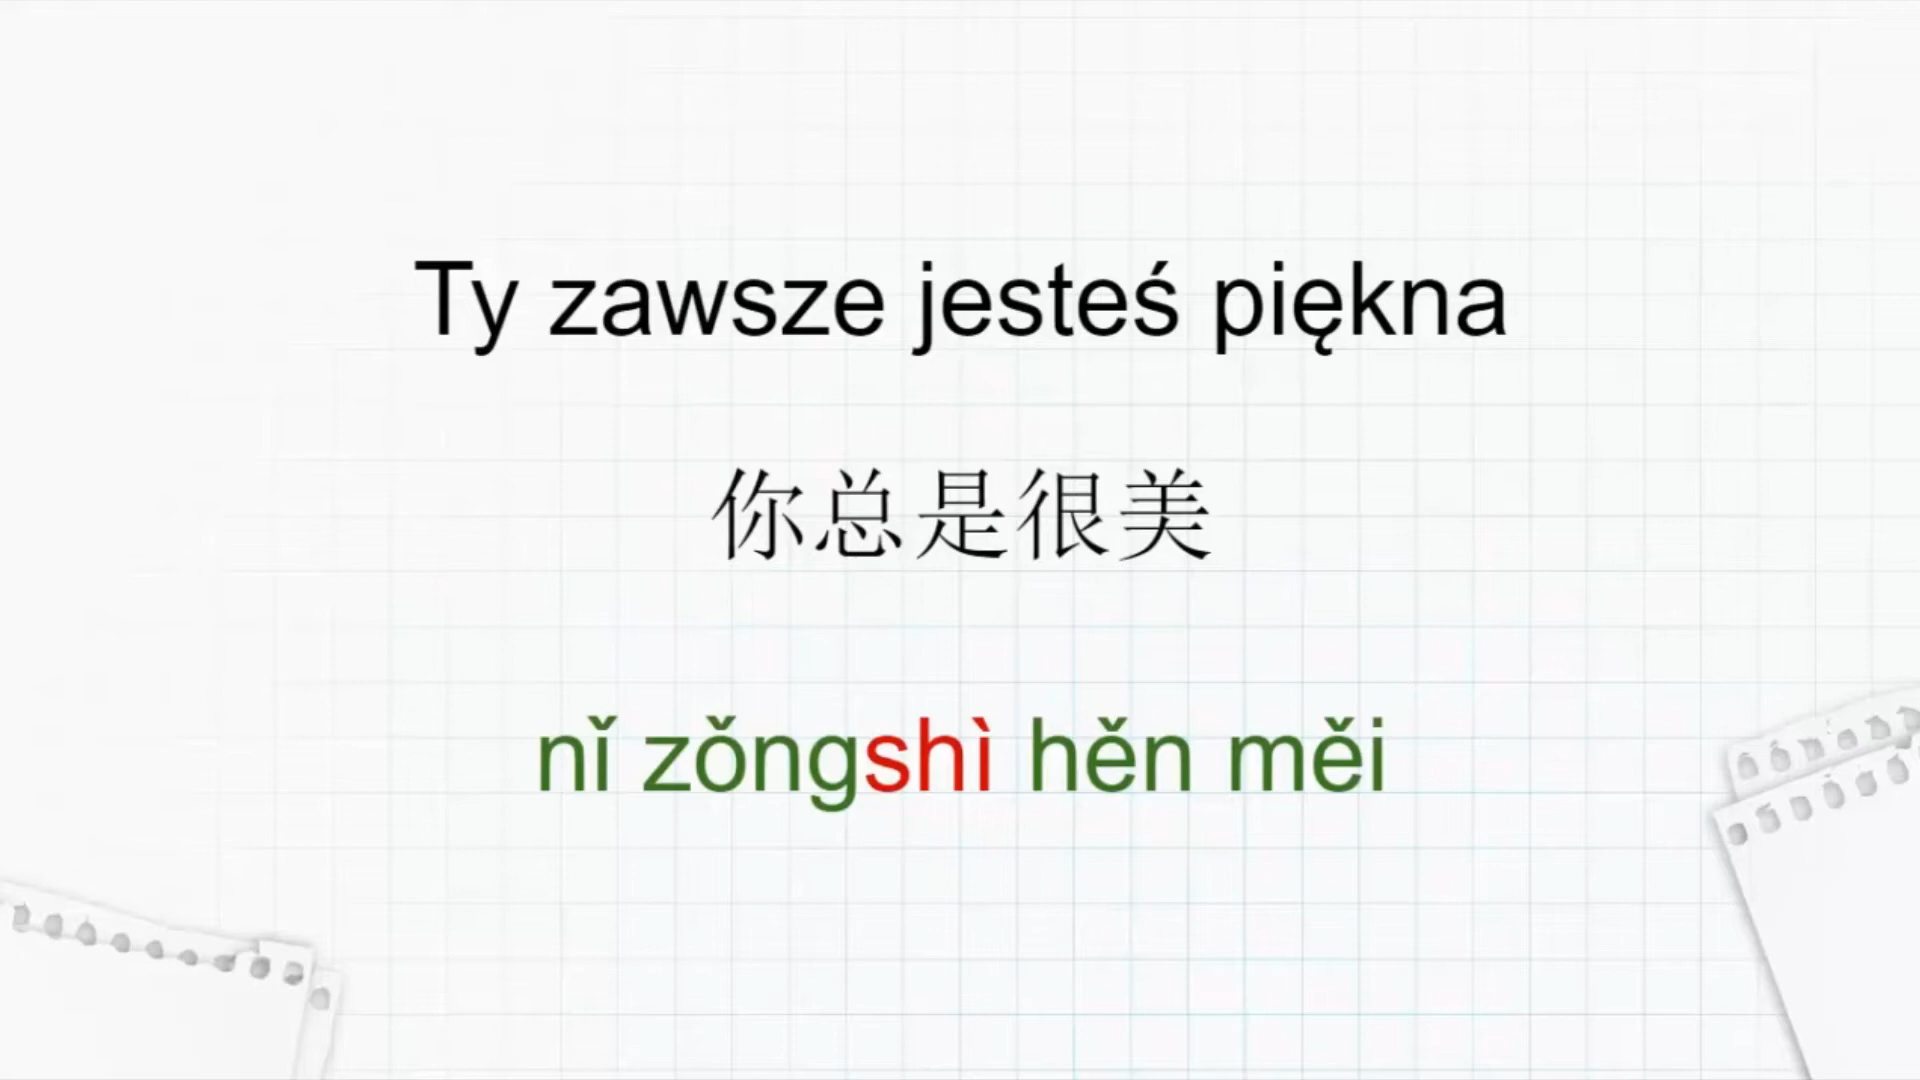 Ty zawsze jesteś piękna
你总是很美
nǐ zǒngshì hěn měi